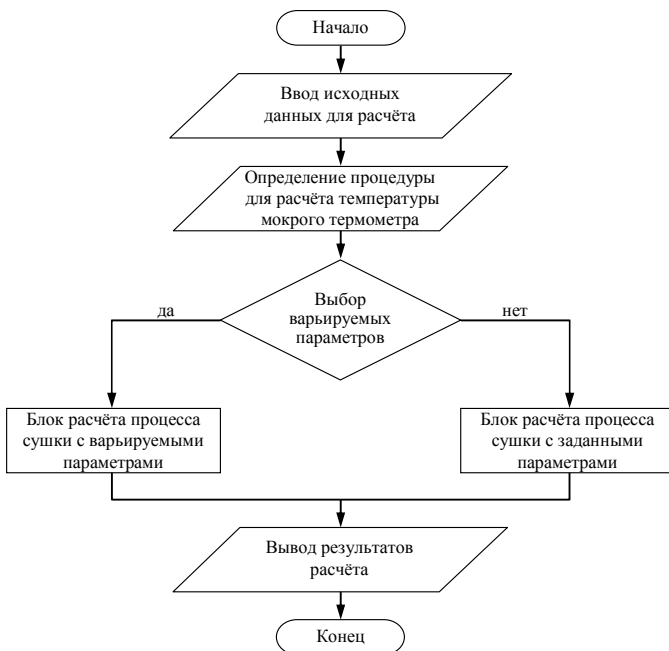 Начало
Ввод исходных
данных для расчёта
Определение процедуры
для расчёта температуры
мокрого термометра
Выбор
варьируемых
параметров
да
нет
Блок расчёта процесса
сушки с варьируемыми
параметрами
Блок расчёта процесса
сушки с заданными
параметрами
Вывод результатов
расчёта
Конец